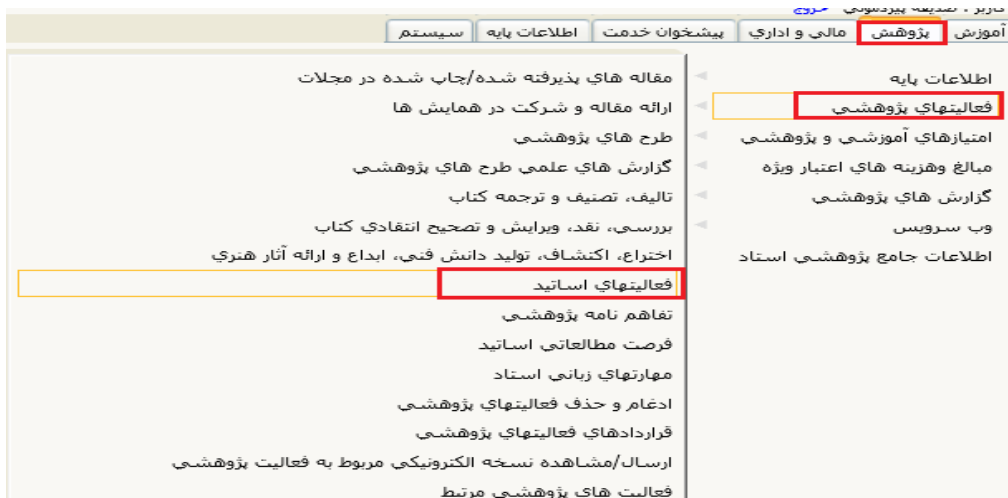 کاربر : صدیقه پیردموئي خروج
آموزش پژوهش مالي و اداري پیشخوان خدمت اطلاعات پایه سیستم
اطلاعات پایه
فعالیتهاي پژوهشي
امتیازهاي آموزشي و پژوهشي
مبالغ وهزینه هاي اعتبار ویژه
گزارش هاي پژوهشي
وب سرویس
اطلاعات جامع پژوهشي استاد
مقاله هاي پذیرفته شده/چاپ شده در مجلات
ارائه مقاله و شرکت در همایش ها
طرح هاي پژوهشي
گزارش هاي علمي طرح هاي پژوهشي
تالیف، تصنیف و ترجمه کتاب
بررسي، نقد، ویرایش و تصحیح انتقادي کتاب
اختراع، اکتشاف، تولید دانش فني، ابداع و ارائه آثار هنري
فعالیتهاي اساتید
تفاهم نامه پژوهشي
فرصت مطالعاتي اساتید
مهارتهاي زباني استاد
ادغام و حذف فعالیتهاي پژوهشي
قراردادهاي فعالیتهاي پژوهشي
ارسال/مشاهده نسخه الکترونیکي مربوط به فعالیت پژوهشي
فعالیت هاي پژوهشي مرتبط